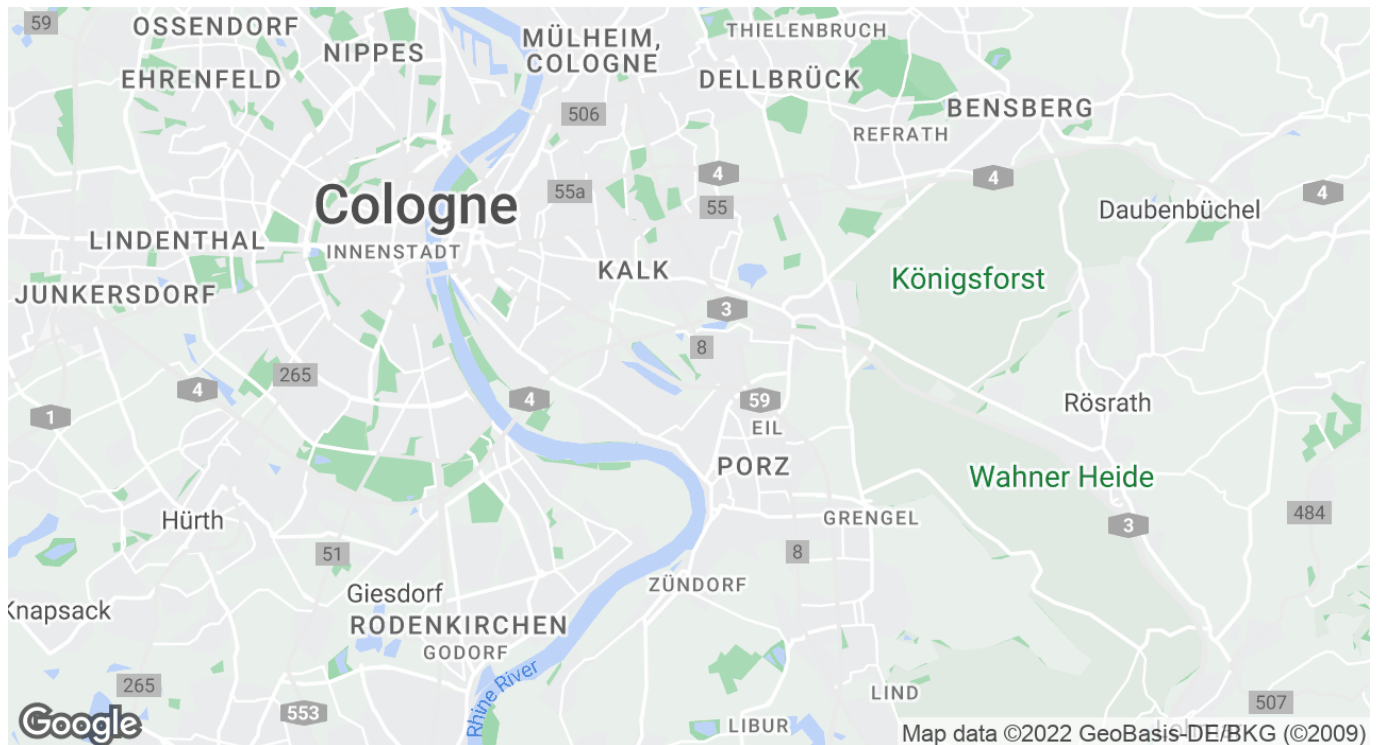 59
OSSENDORF
NIPPES
MÜLHEIM,
COLOGNE
THIELENBRUCH
EHRENFELD
DELLBRÜCK
BENSBERG
506
REFRATH
4
4
4
55a
55
Cologne
Daubenbüchel
LINDENTHAL
INNENSTADT
KALK
Königsforst
JUNKERSDORF
3
8
265
4
4
59
1
Rösrath
EIL
PORZ
Wahner Heide
Hürth
GRENGEL
484
3
51
8
Giesdorf
ZÜNDORF
Knapsack
RODENKIRCHEN
GODORF
Rhine River
265
LIND
507
553
Google
LIBUR
Map data ©2022 GeoBasis-DE/BKG (©2009)